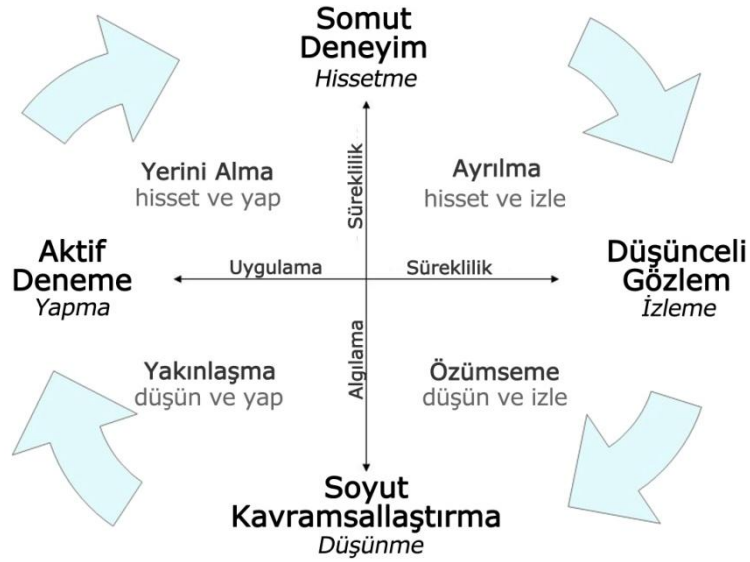 Somut
Deneyim
Hissetme
Yerini Alma
hisset ve yap
Süreklilik
Ayrılma
hisset ve izle
Aktif
Deneme
Yapma
Uygulama
Süreklilik
Düşünceli
Gözlem
İzleme
Yakınlaşma
düşün ve yap
Algılama
Özümseme
düşün ve izle
Soyut
Kavramsallaştırma
Düşünme